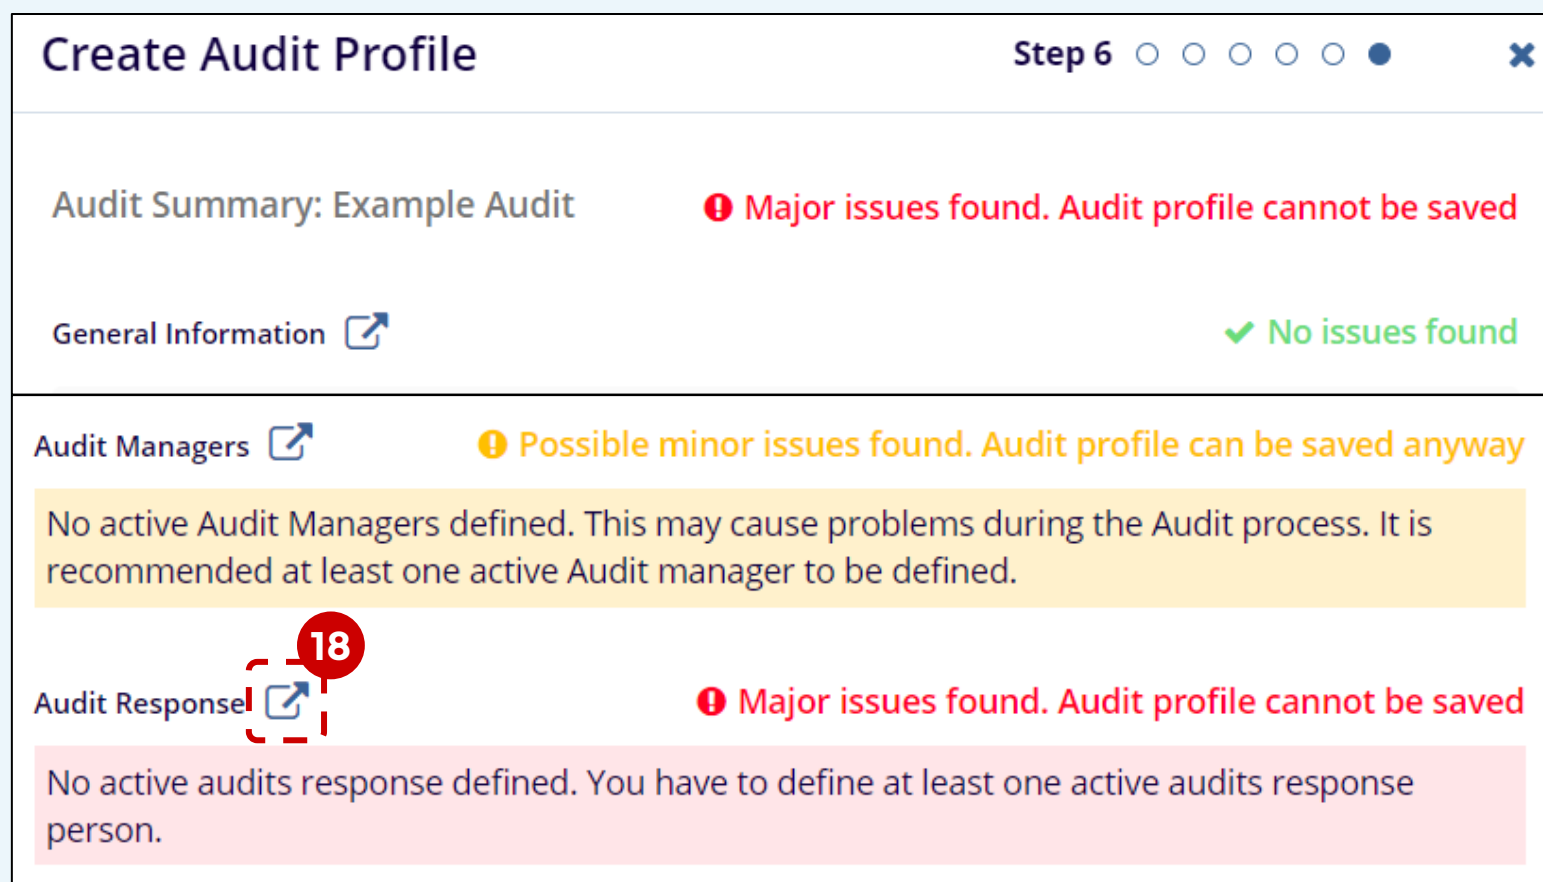 Create Audit Profile Step 6
Audit Summary: Example Audit Major issues found. Audit profile cannot be saved
General Information No issues found
Audit Managers Possible minor issues found. Audit profile can be saved anyway
No active Audit Managers defined. This may cause problems during the Audit process. It is
recommended at least one active Audit manager to be defined.
18
Audit Response Major issues found. Audit profile cannot be saved
No active audits response defined. You have to define at least one active audits response
person.